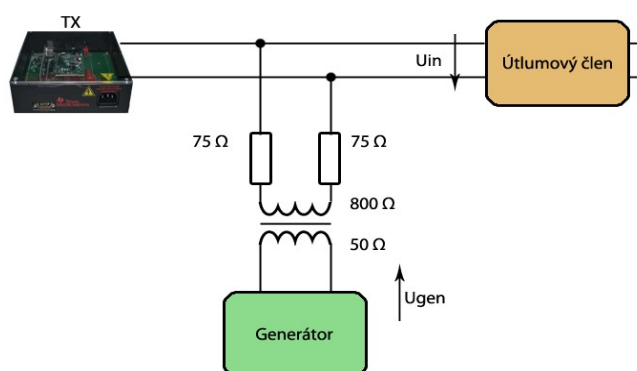 TX
Uin
Útlumový člen
75 Ω
75 Ω
800 Ω
50 Ω
Ugen
Generátor